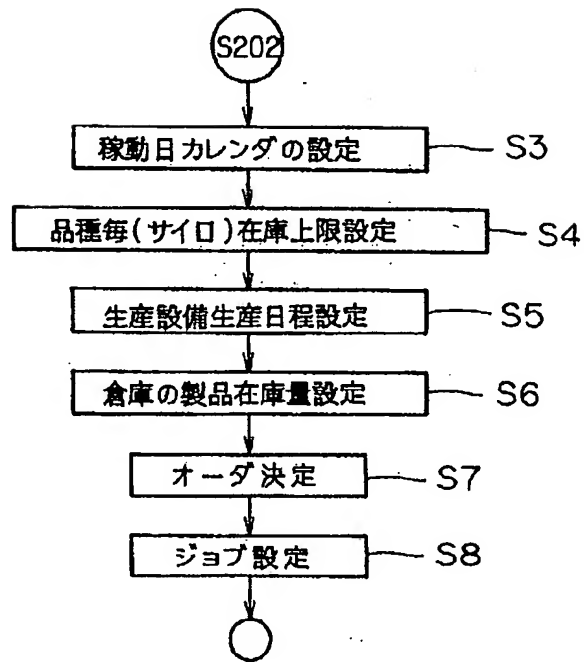 S202
稼動日カレンダの設定 S3
品種毎(サイロ)在庫上限設定 S4
生産設備生産日程設定 S5
倉庫の製品在庫量設定 S6
オーダ決定 S7
ジョブ設定 S8